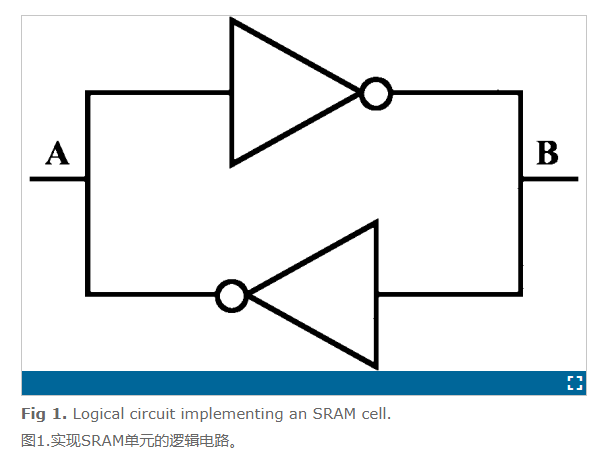 A
B
Fig 1. Logical circuit implementing an SRAM cell.
图1.实现SRAM单元的逻辑电路。